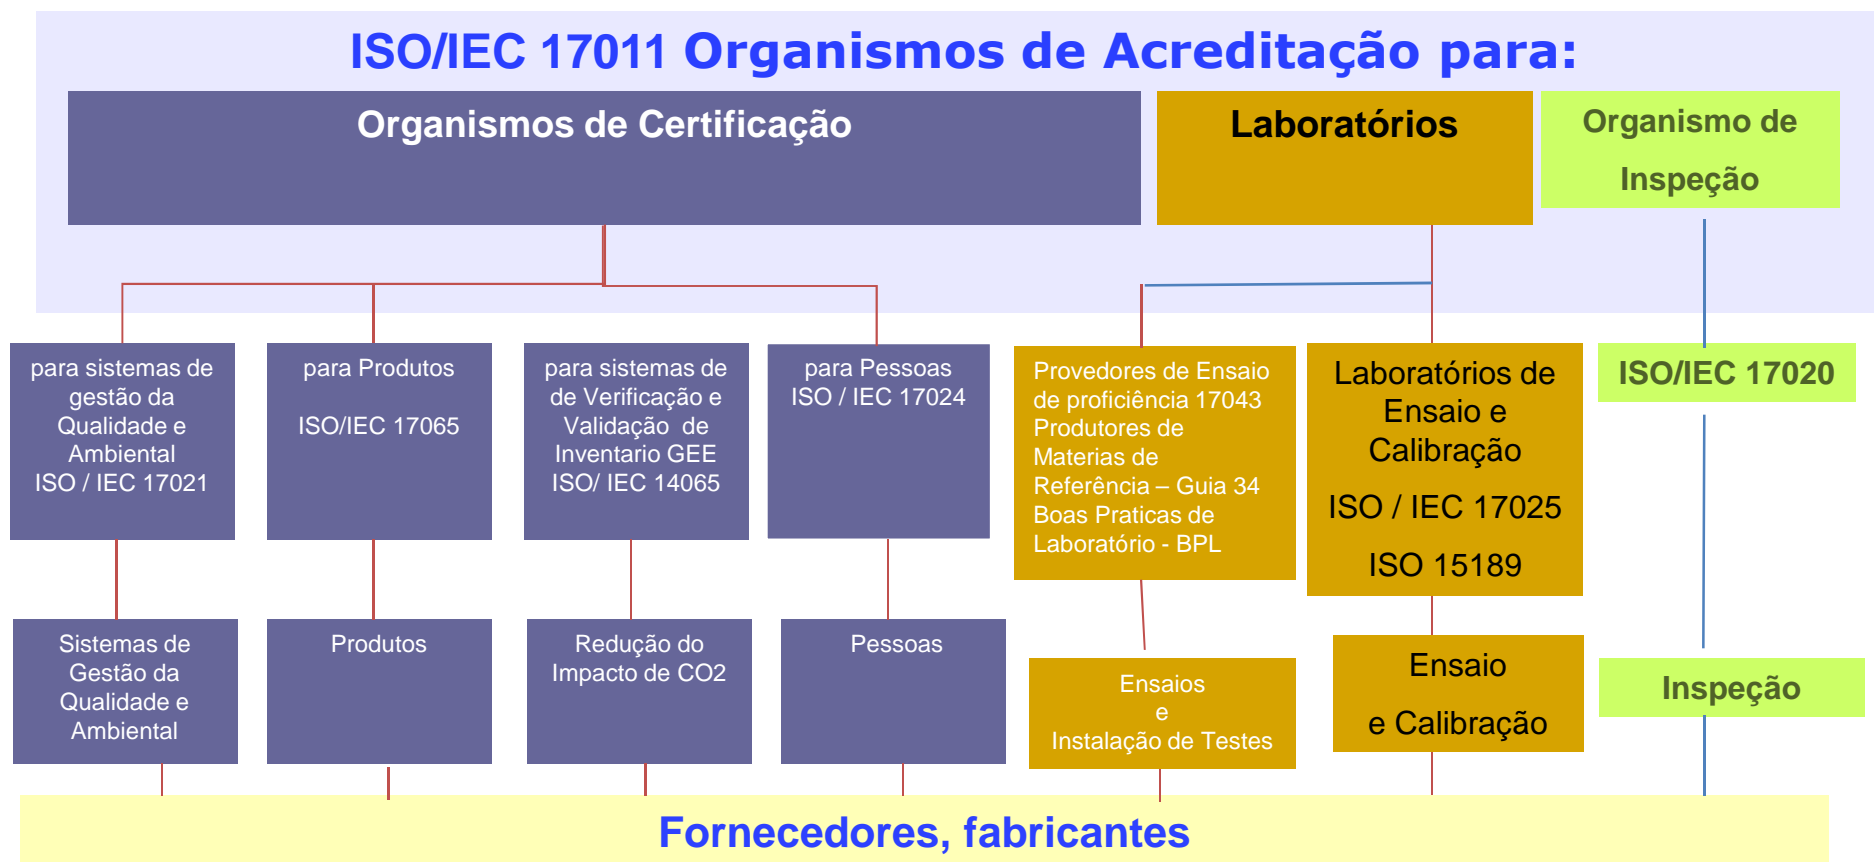 ISO/IEC 17011 Organismos de Acreditação para:
Organismos de Certificação
Laboratórios
Organismo de
Inspeção
para sistemas de
gestão da
Qualidade e
Ambiental
ISO / IEC 17021
para Produtos
ISO/IEC 17065
para sistemas de
de Verificação e
Validação de
Inventario GEE
ISO/ IEC 14065
para Pessoas
ISO / IEC 17024
Provedores de Ensaio
de proficiência 17043
Produtores de
Materias de
Referência – Guia 34
Boas Praticas de
Laboratório - BPL
Laboratórios de
Ensaio e
Calibração
ISO / IEC 17025
ISO 15189
ISO/IEC 17020
Sistemas de
Gestão da
Qualidade e
Ambiental
Produtos
Redução do
Impacto de CO2
Pessoas
Ensaios
e
Instalação de Testes
Ensaio
e Calibração
Inspeção
Fornecedores, fabricantes